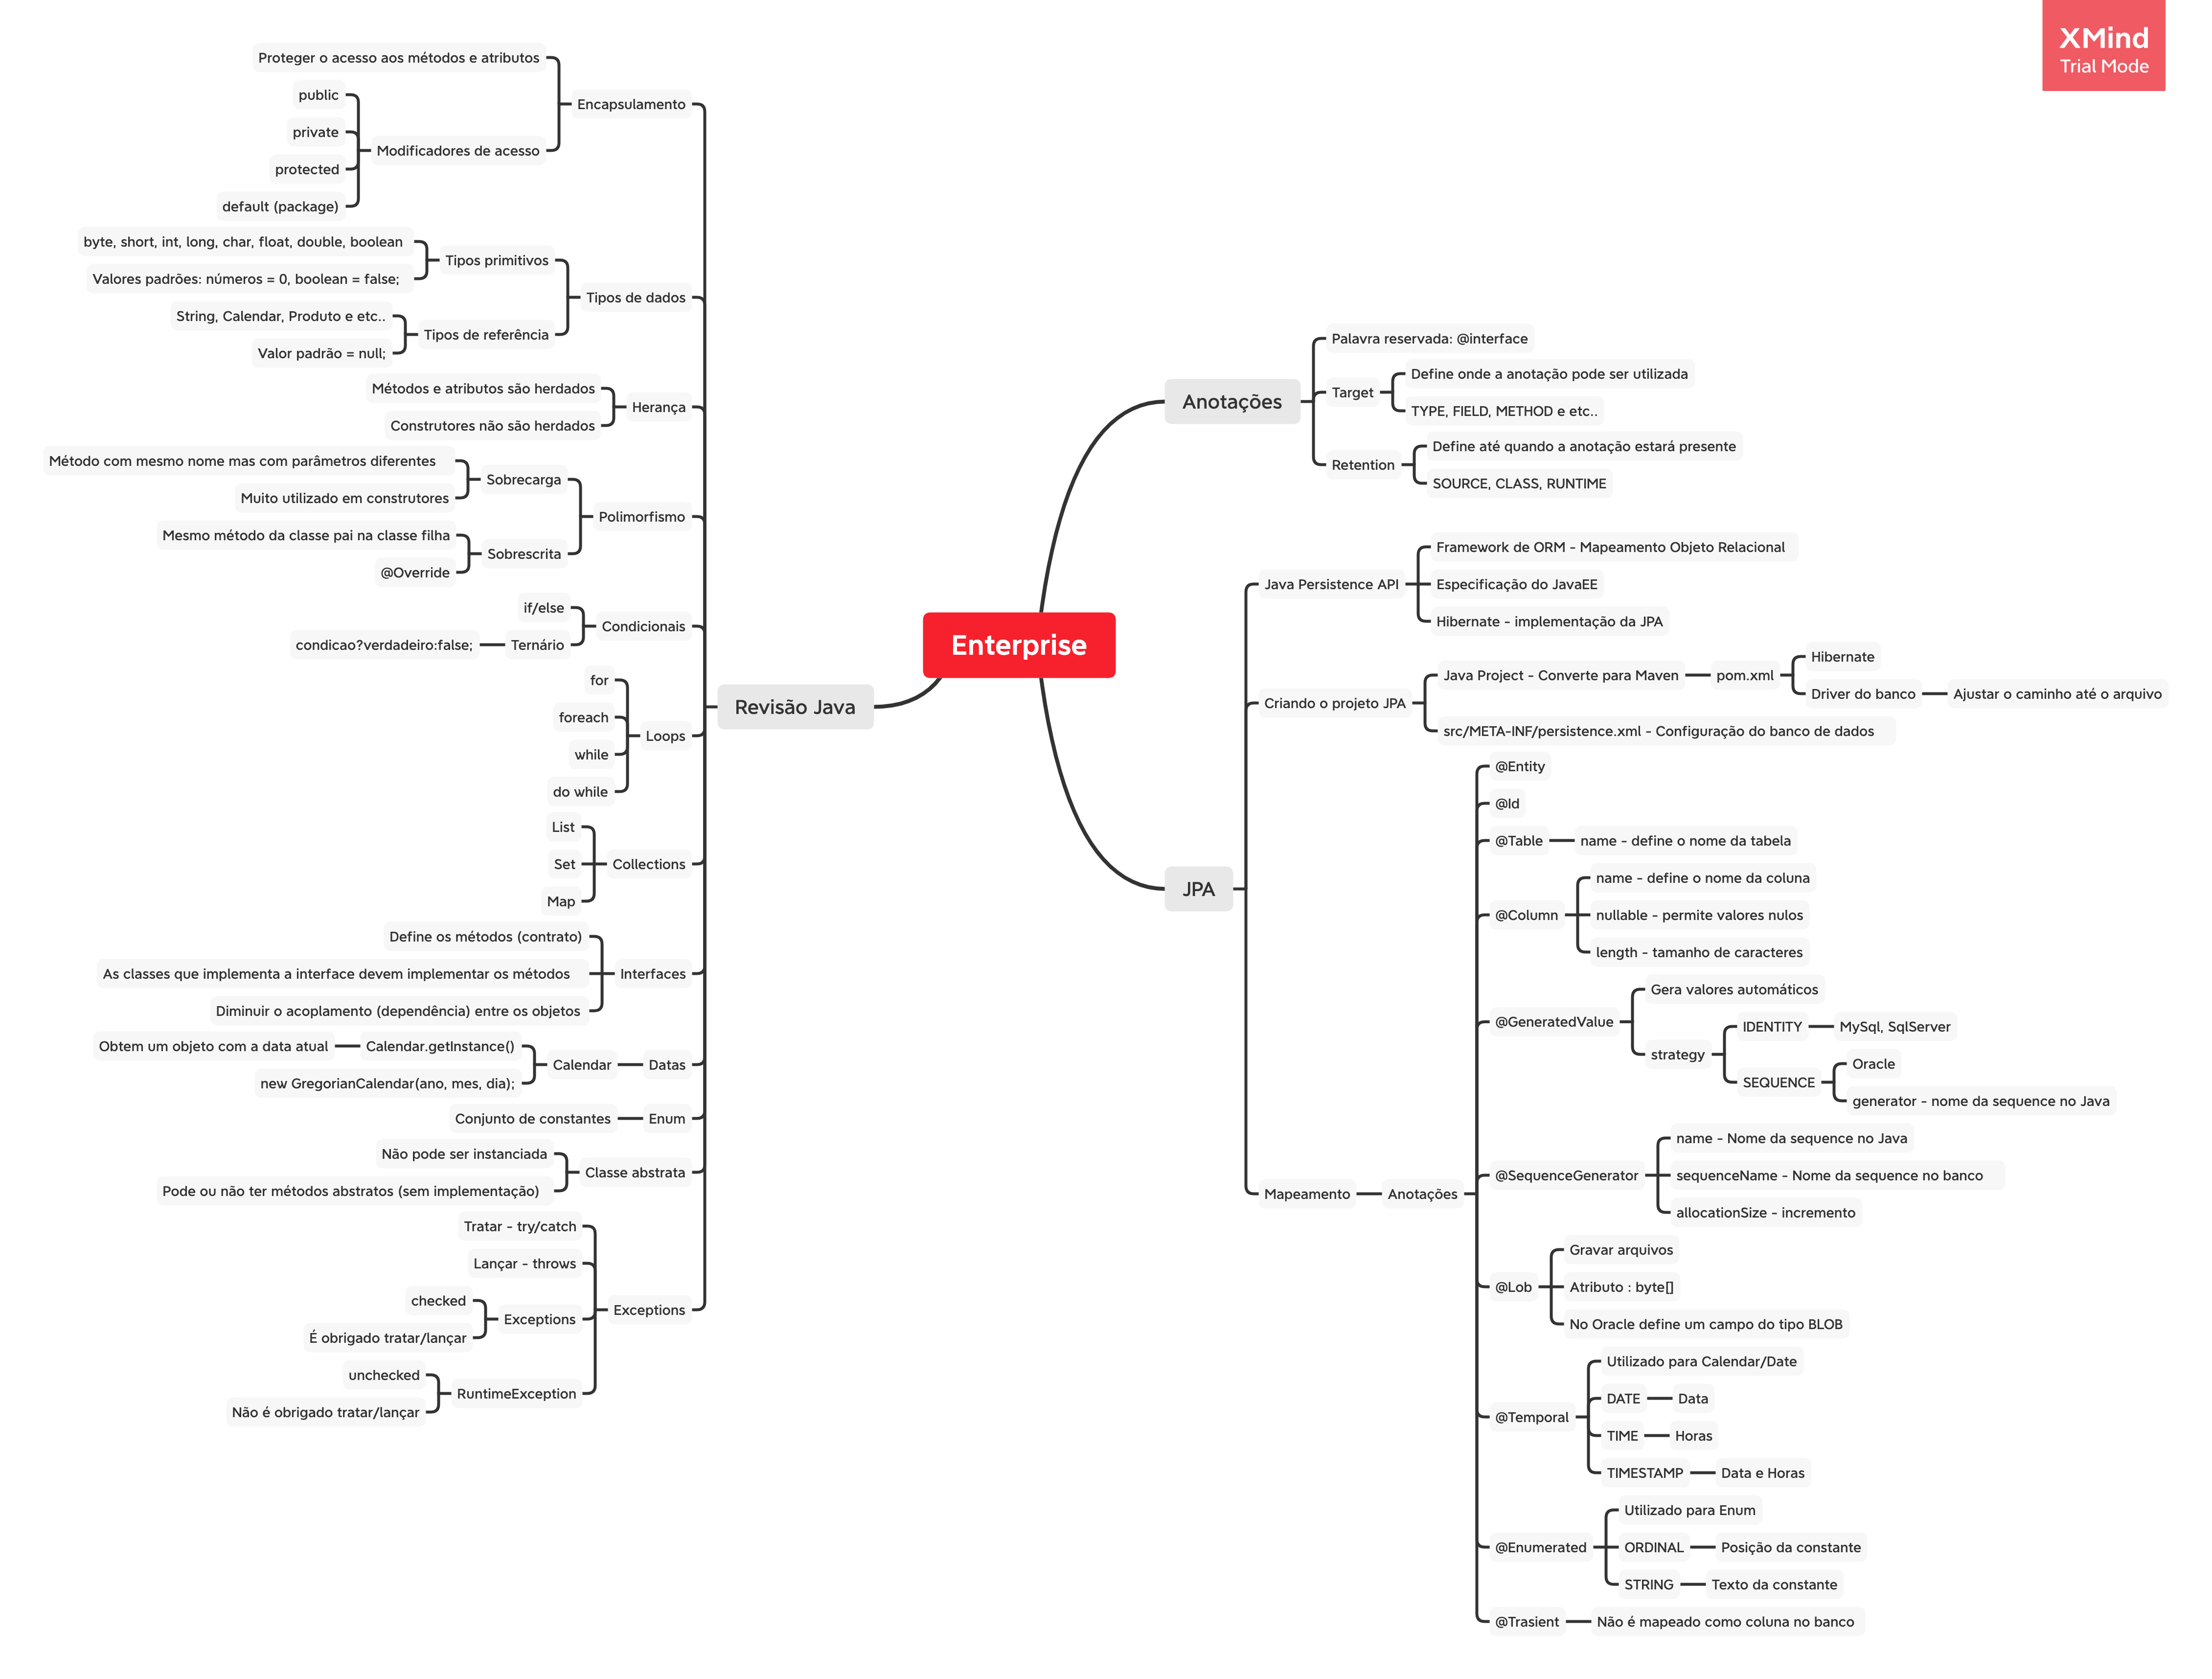 XMind
Trial Mode
Enterprise
Revisão Java
Encapsulamento
Proteger o acesso aos métodos e atributos
Modificadores de acesso
public
private
protected
default (package)
Tipos de dados
Tipos primitivos
byte, short, int, long, char, float, double, boolean
Valores padrões: números = 0, boolean = false;
Tipos de referência
String, Calendar, Produto e etc..
Valor padrão = null;
Herança
Métodos e atributos são herdados
Construtores não são herdados
Polimorfismo
Sobrecarga
Método com mesmo nome mas com parâmetros diferentes
Muito utilizado em construtores
Sobrescrita
Mesmo método da classe pai na classe filha
@Override
Condicionais
if/else
Ternário
condicao?verdadeiro:false;
Loops
for
foreach
while
do while
Collections
List
Set
Map
Interfaces
Define os métodos (contrato)
As classes que implementa a interface devem implementar os métodos
Diminuir o acoplamento (dependência) entre os objetos
Datas
Calendar
Calendar.getInstance()
Obtem um objeto com a data atual
new GregorianCalendar(ano, mes, dia);
Enum
Conjunto de constantes
Classe abstrata
Não pode ser instanciada
Pode ou não ter métodos abstratos (sem implementação)
Exceptions
Tratar - try/catch
Lançar - throws
Exceptions
checked
É obrigado tratar/lançar
RuntimeException
unchecked
Não é obrigado tratar/lançar
Anotações
Palavra reservada: @interface
Target
Define onde a anotação pode ser utilizada
TYPE, FIELD, METHOD e etc..
Retention
Define até quando a anotação estará presente
SOURCE, CLASS, RUNTIME
JPA
Java Persistence API
Framework de ORM - Mapeamento Objeto Relacional
Especificação do JavaEE
Hibernate - implementação da JPA
Criando o projeto JPA
Java Project - Converte para Maven
pom.xml
Hibernate
Driver do banco
Ajustar o caminho até o arquivo
src/META-INF/persistence.xml - Configuração do banco de dados
Mapeamento
Anotações
@Entity
@Id
@Table
name - define o nome da tabela
@Column
name - define o nome da coluna
nullable - permite valores nulos
length - tamanho de caracteres
@GeneratedValue
Gera valores automáticos
strategy
IDENTITY
MySql, SqlServer
SEQUENCE
Oracle
generator - nome da sequence no Java
@SequenceGenerator
name - Nome da sequence no Java
sequenceName - Nome da sequence no banco
allocationSize - incremento
@Lob
Gravar arquivos
Atributo : byte[]
No Oracle define um campo do tipo BLOB
@Temporal
Utilizado para Calendar/Date
DATE
Data
TIME
Horas
TIMESTAMP
Data e Horas
@Enumerated
Utilizado para Enum
ORDINAL
Posição da constante
STRING
Texto da constante
@Trasient
Não é mapeado como coluna no banco